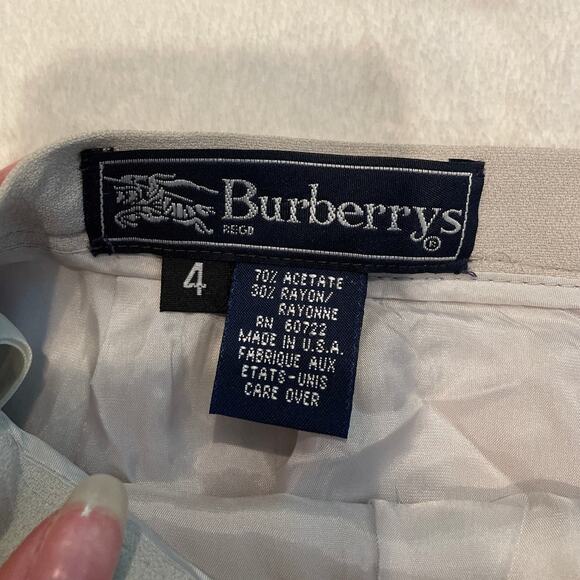 Burberrys
REGD
®
4
70% ACETATE
30% RAYON/
RAYONNE
RN 60722
MADE IN U.S.A.
FABRIQUE AUX
ETATS-UNIS
CARE OVER